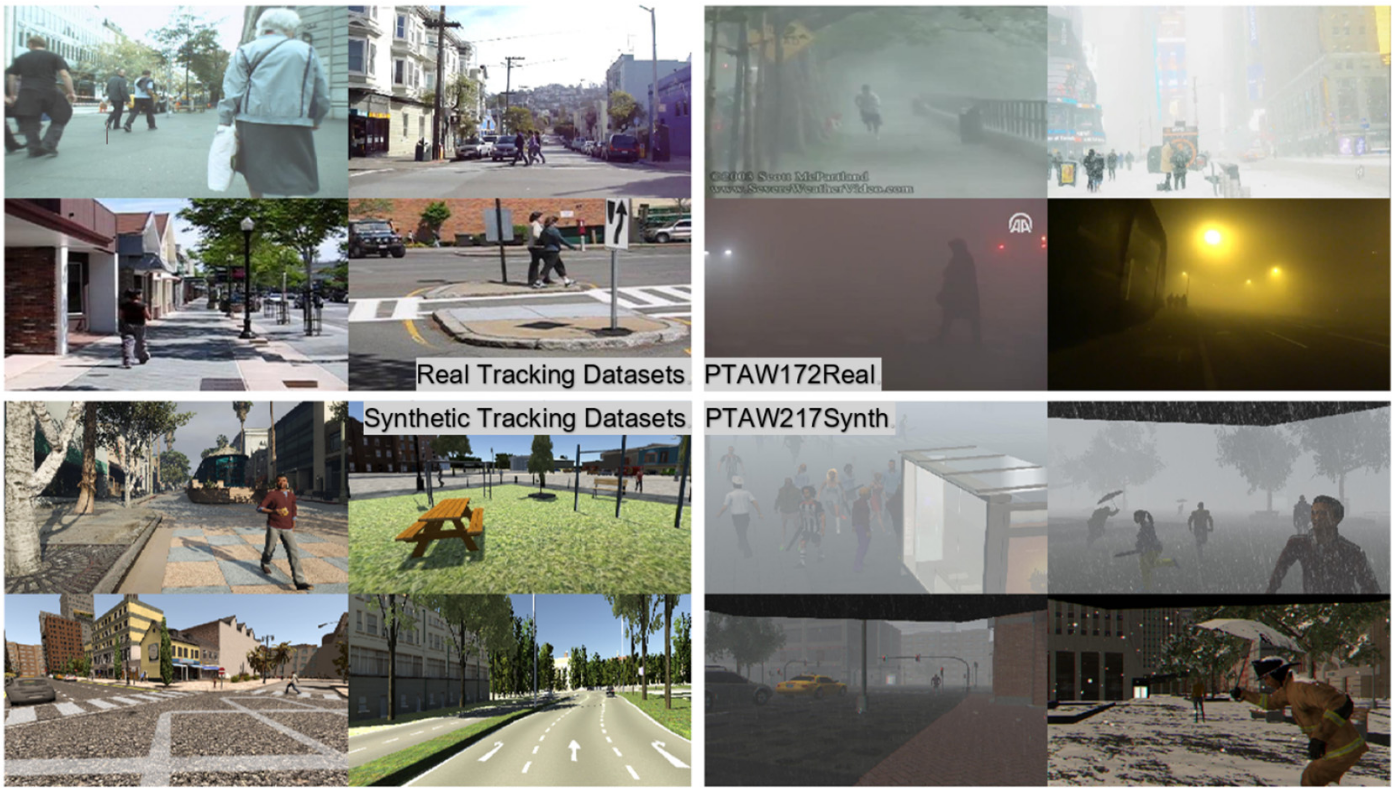 ©2003 Scott McPartland
www.SevereWeatherVideo.com
AA
Real Tracking Datasets
PTAW172Real
Synthetic Tracking Datasets
PTAW217Synth